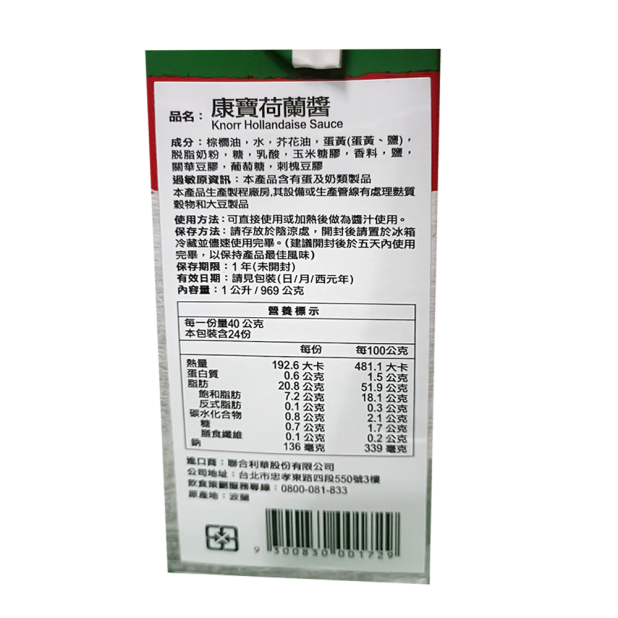 品名：康寶荷蘭醬
Knorr Hollandaise Sauce
成分：棕櫚油，水，芥花油，蛋黃(蛋黃、鹽)，
脫脂奶粉，糖，乳酸，玉米糖膠，香料，鹽，
關華豆膠，葡萄糖，刺槐豆膠
過敏原資訊：本產品含有蛋及奶類製品
本產品生產製程廠房,其設備或生產管線有處理麩質
穀物和大豆製品
使用方法：可直接使用或加熱後做為醬汁使用。
保存方法：請存放於陰涼處，開封後請置於冰箱
冷藏並儘速使用完畢。(建議開封後於五天內使用
完畢，以保持產品最佳風味)
保存期限：1年(未開封)
有效日期：請見包裝(日/月/西元年)
內容量：1公升/969公克
營養標示
每一份量40公克
本包裝含24份
每份 每100公克
熱量 192.6大卡 481.1大卡
蛋白質 0.6公克 1.5公克
脂肪 20.8公克 51.9公克
飽和脂肪 7.2公克 18.1公克
反式脂肪 0.1公克 0.3公克
碳水化合物 0.8公克 2.1公克
糖 0.7公克 1.7公克
膳食纖維 0.1公克 0.2公克
鈉 136毫克 339毫克
進口商：聯合利華股份有限公司
公司地址：台北市忠孝東路四段550號3樓
飲食策劃服務專線：0800-081-833
原產地：波蘭
9 300830 001729